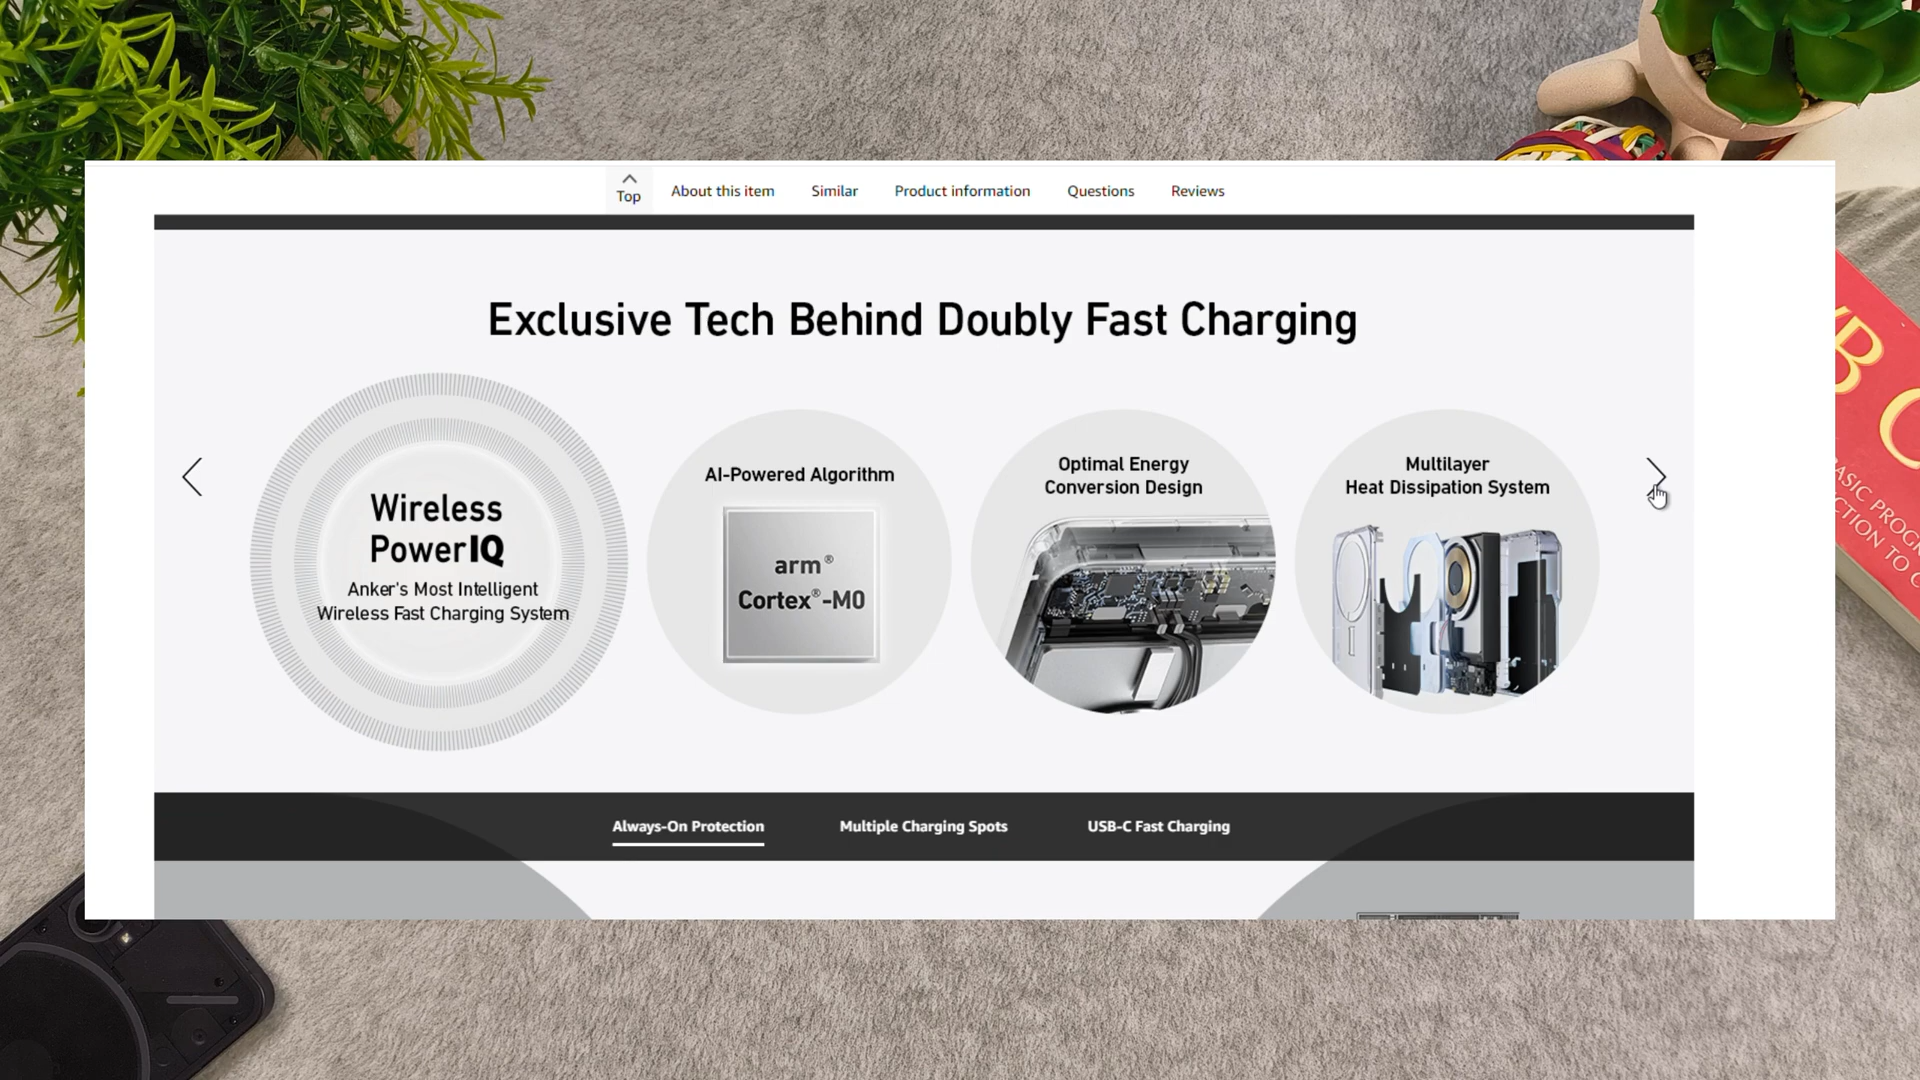 Top
About this item
Similar
Product information
Questions
Reviews
Exclusive Tech Behind Doubly Fast Charging
Wireless
PowerIQ
Anker's Most Intelligent
Wireless Fast Charging System
AI-Powered Algorithm
arm®
Cortex®-M0
Optimal Energy
Conversion Design
Multilayer
Heat Dissipation System
Always-On Protection
Multiple Charging Spots
USB-C Fast Charging